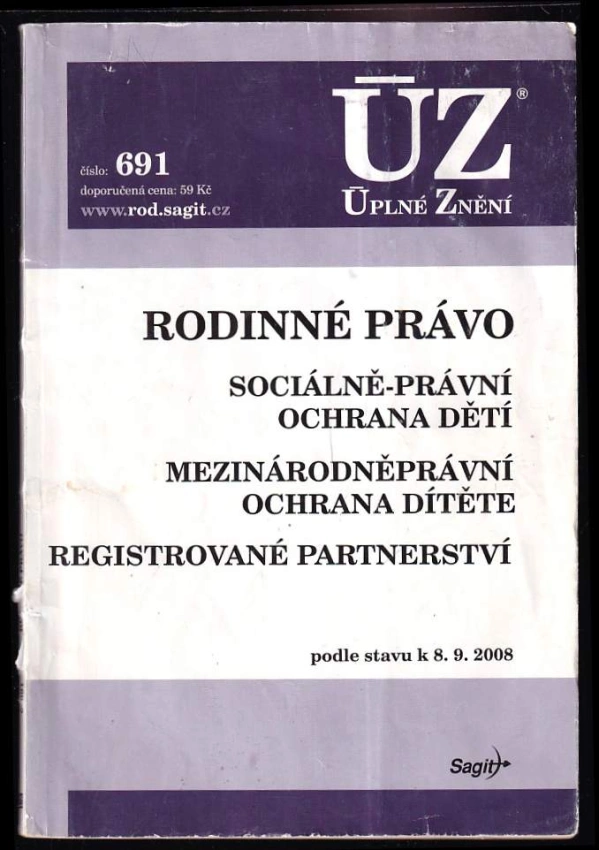 ÚZ®
ÚPLNÉ ZNĚNÍ
číslo: 691
doporučená cena: 59 Kč
www.rod.sagit.cz
RODINNÉ PRÁVO
SOCIÁLNĚ-PRÁVNÍ
OCHRANA DĚTÍ
MEZINÁRODNĚPRÁVNÍ
OCHRANA DÍTĚTE
REGISTROVANÉ PARTNERSTVÍ
podle stavu k 8. 9. 2008
Sagit